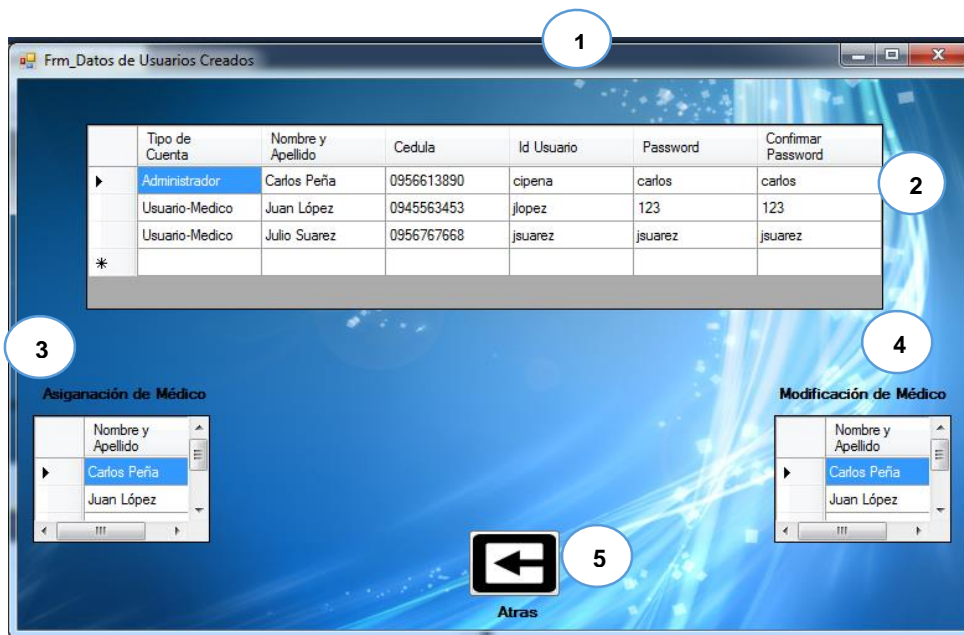 1
Frm_Datos de Usuarios Creados
Tipo de Cuenta Nombre y Apellido Cedula Id Usuario Password Confirmar Password
Administrador Carlos Peña 0956613890 cipena carlos carlos
2
Usuario-Medico Juan López 0945563453 jlopez 123 123
Usuario-Medico Julio Suarez 0956767668 jsuarez jsuarez jsuarez
3
4
Asiganación de Médico
Nombre y
Apellido
Carlos Peña
Juan López
Modificación de Médico
Nombre y
Apellido
Carlos Peña
Juan López
5
Atras